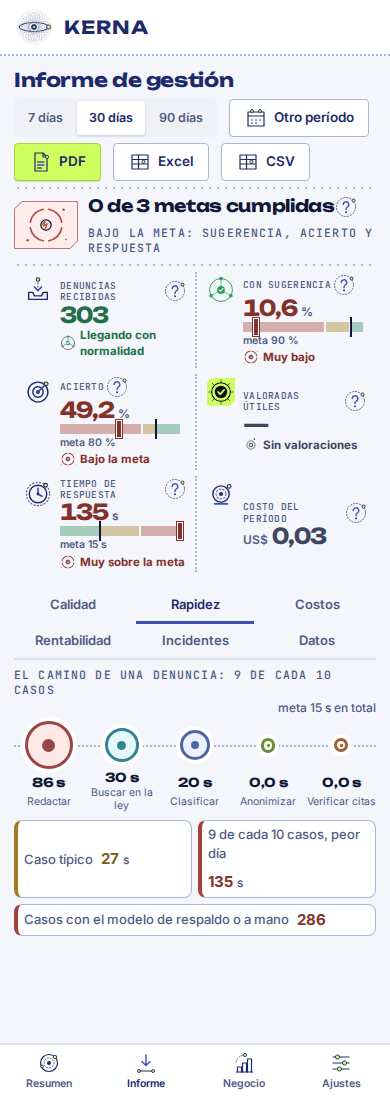 KERNA
Informe de gestión
7 días
30 días
90 días
Otro período
PDF
Excel
CSV
0 de 3 metas cumplidas
?
BAJO LA META: SUGERENCIA, ACIERTO Y
RESPUESTA
DENUNCIAS
RECIBIDAS
?
303
Llegando con
normalidad
CON SUGERENCIA
?
10,6 %
meta 90 %
Muy bajo
ACIERTO
?
49,2 %
meta 80 %
Bajo la meta
VALORADAS
ÚTILES
?
—
Sin valoraciones
TIEMPO DE
RESPUESTA
?
135 s
meta 15 s
Muy sobre la meta
COSTO DEL
PERÍODO
?
US$ 0,03
Calidad
Rapidez
Costos
Rentabilidad
Incidentes
Datos
EL CAMINO DE UNA DENUNCIA: 9 DE CADA 10
CASOS
meta 15 s en total
86 s
Redactar
30 s
Buscar en la
ley
20 s
Clasificar
0,0 s
Anonimizar
0,0 s
Verificar citas
Caso típico 27 s
9 de cada 10 casos, peor
día
135 s
Casos con el modelo de respaldo o a mano 286
Resumen
Informe
Negocio
Ajustes